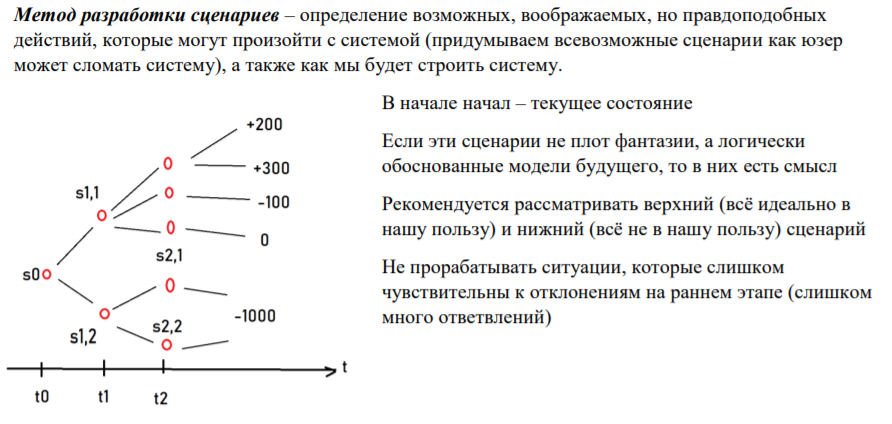 Метод разработки сценариев – определение возможных, воображаемых, но правдоподобных
действий, которые могут произойти с системой (придумываем всевозможные сценарии как юзер
может сломать систему), а также как мы будет строить систему.
В начале начал – текущее состояние
Если эти сценарии не плот фантазии, а логически
обоснованные модели будущего, то в них есть смысл
Рекомендуется рассматривать верхний (всё идеально в
нашу пользу) и нижний (всё не в нашу пользу) сценарий
Не прорабатывать ситуации, которые слишком
чувствительны к отклонениям на раннем этапе (слишком
много ответвлений)
+200
+300
s1,1
-100
0
s2,1
s0
-1000
s2,2
s1,2
t
t0 t1 t2